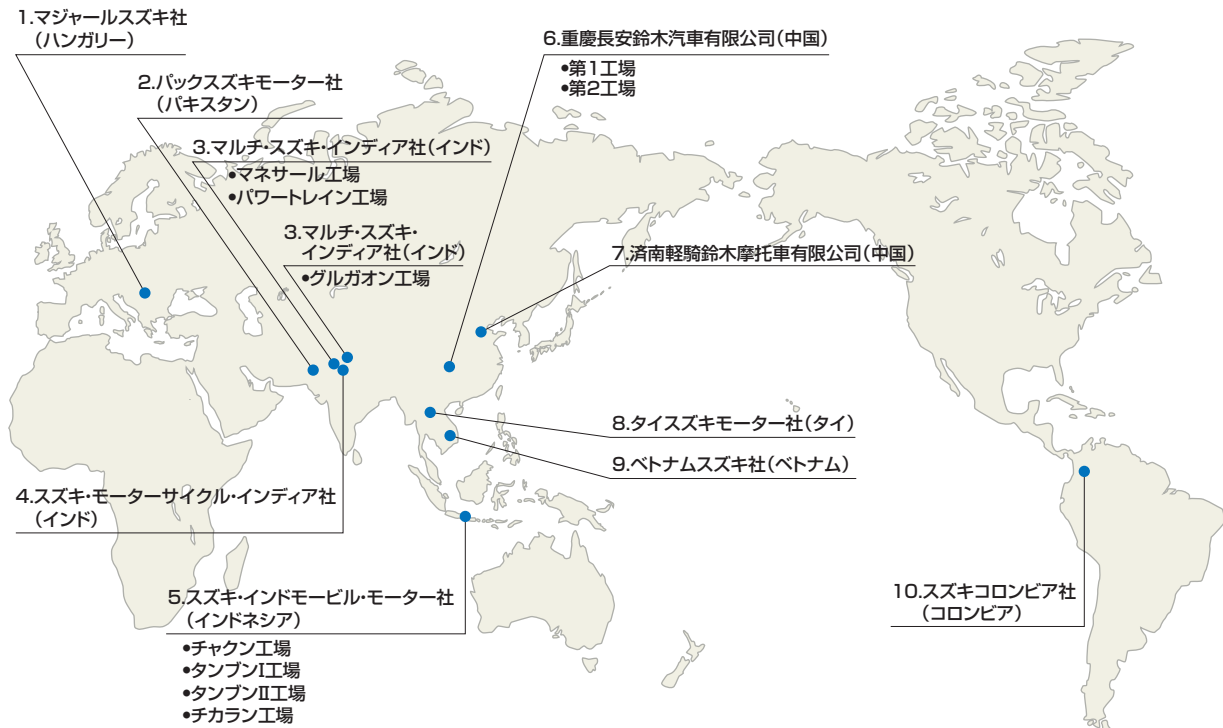 1.マジャールスズキ社
(ハンガリー)
2.パックスズキモーター社
(パキスタン)
3.マルチ・スズキ・インディア社(インド)
•マネサール工場
•パワートレイン工場
3.マルチ・スズキ・
インディア社(インド)
•グルガオン工場
4.スズキ・モーターサイクル・インディア社
(インド)
5.スズキ・インドモービル・モーター社
(インドネシア)
•チャクン工場
•タンブンI工場
•タンブンII工場
•チカラン工場
6.重慶長安鈴木汽車有限公司(中国)
•第1工場
•第2工場
7.済南軽騎鈴木摩托車有限公司(中国)
8.タイスズキモーター社(タイ)
9.ベトナムスズキ社(ベトナム)
10.スズキコロンビア社
(コロンビア)